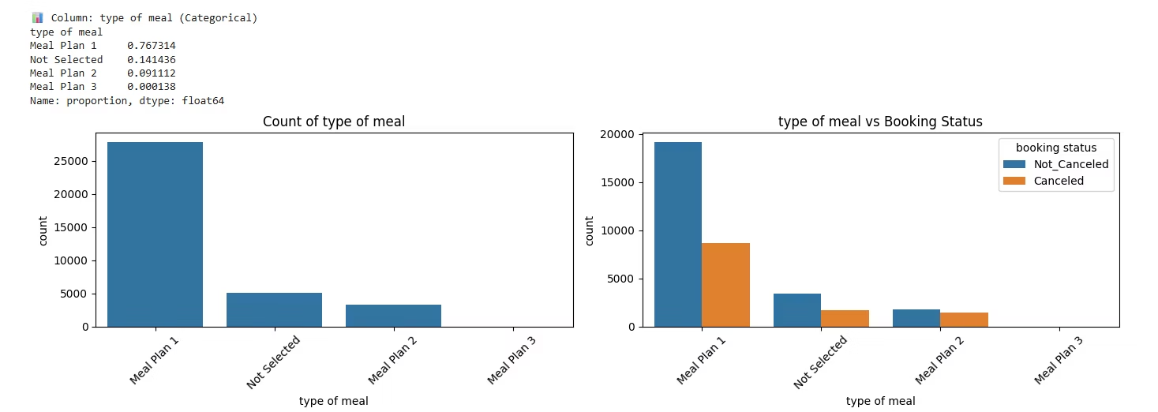 📊 Column: type of meal (Categorical)
type of meal
Meal Plan 1     0.767314
Not Selected    0.141436
Meal Plan 2     0.091112
Meal Plan 3     0.000138
Name: proportion, dtype: float64
Count of type of meal
25000
20000
15000
10000
5000
0
count
Meal Plan 1
Not Selected
Meal Plan 2
Meal Plan 3
type of meal
type of meal vs Booking Status
20000
15000
10000
5000
0
count
booking status
Not_Canceled
Canceled
Meal Plan 1
Not Selected
Meal Plan 2
Meal Plan 3
type of meal